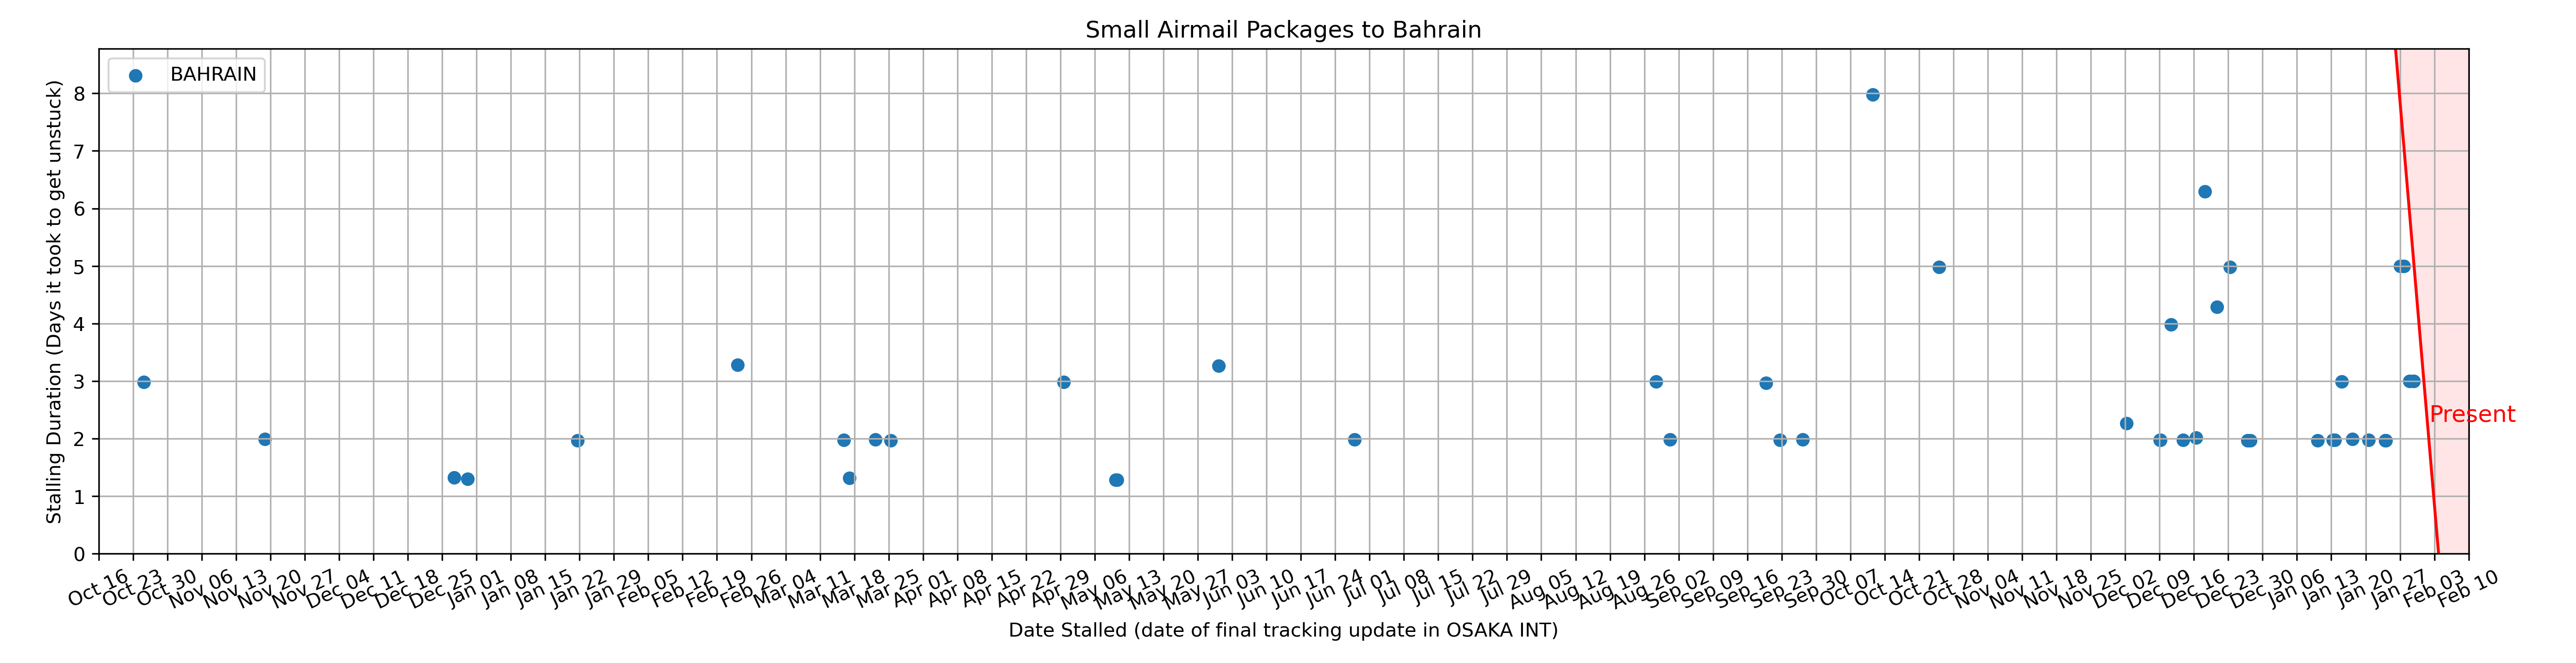 Small Airmail Packages to Bahrain
BAHRAIN
Stalling Duration (Days it took to get unstuck)
8
7
6
5
4
3
2
1
0
Present
Oct 16
Oct 23
Oct 30
Nov 06
Nov 13
Nov 20
Nov 27
Dec 04
Dec 11
Dec 18
Dec 25
Jan 01
Jan 08
Jan 15
Jan 22
Jan 29
Feb 05
Feb 12
Feb 19
Feb 26
Mar 04
Mar 11
Mar 18
Mar 25
Apr 01
Apr 08
Apr 15
Apr 22
Apr 29
May 06
May 13
May 20
May 27
Jun 03
Jun 10
Jun 17
Jun 24
Jul 01
Jul 08
Jul 15
Jul 22
Jul 29
Aug 05
Aug 12
Aug 19
Aug 26
Sep 02
Sep 09
Sep 16
Sep 23
Sep 30
Oct 07
Oct 14
Oct 21
Oct 28
Nov 04
Nov 11
Nov 18
Nov 25
Dec 02
Dec 09
Dec 16
Dec 23
Dec 30
Jan 06
Jan 13
Jan 20
Jan 27
Feb 03
Feb 10
Date Stalled (date of final tracking update in OSAKA INT)